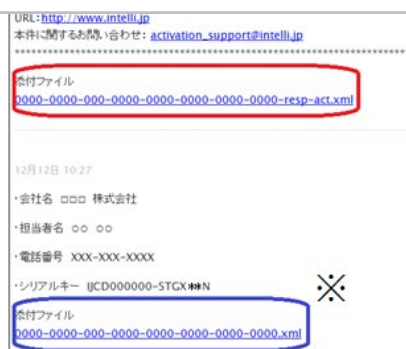 URL:http://www.intelli.jp
本件に関するお問い合わせ: activation_support@intelli.jp
************************************************************************
添付ファイル
0000-0000-000-0000-0000-0000-0000-0000-resp-act.xml
12月12日 10:27
・会社名 □□□ 株式会社
・担当者名 ○○ ○○
・電話番号 XXX-XXX-XXXX
・シリアルキー IJCD000000-STGX**N
※
添付ファイル
0000-0000-000-0000-0000-0000-0000-0000.xml